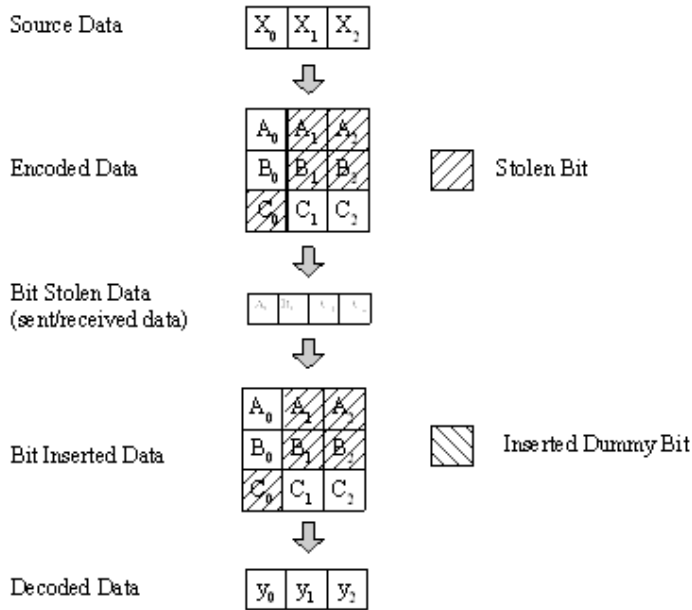 Source Data
X0 X1 X2
A0 A1 A2
Encoded Data
B0 B1 B2
Stolen Bit
C0 C1 C2
Bit Stolen Data
(sent/received data)
A0 A1 A2
Bit Inserted Data
B0 B1 B2
Inserted Dummy Bit
C0 C1 C2
Decoded Data
y0 y1 y2